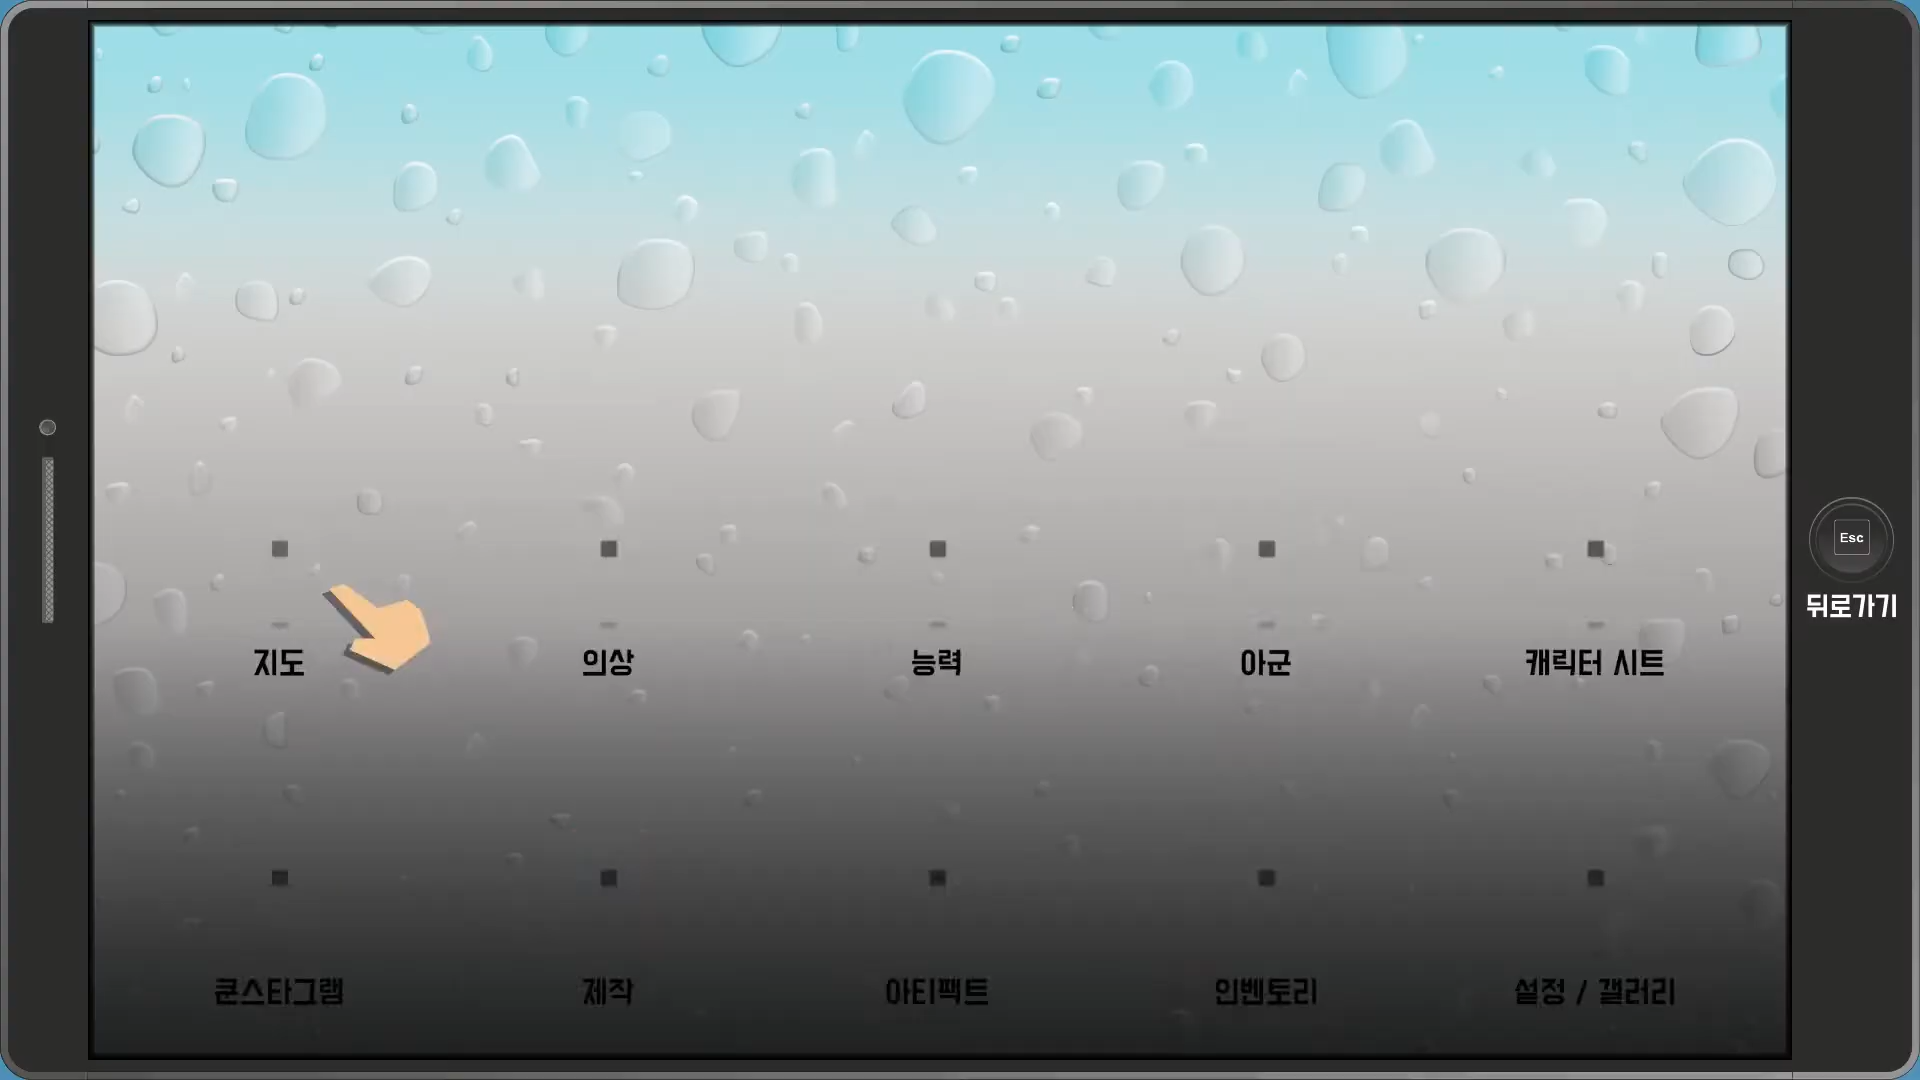 Esc
뒤로가기
지도
의상
능력
아군
캐릭터 시트
쿤스타그램
제작
아티팩트
인벤토리
설정 / 갤러리